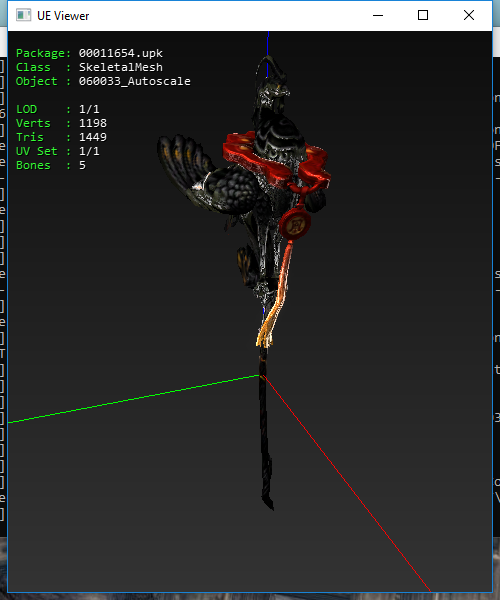 UE Viewer
Package: 00011654.upk
Class  : SkeletalMesh
Object : 060033_Autoscale
LOD    : 1/1
Verts  : 1198
Tris   : 1449
UV Set : 1/1
Bones  : 5